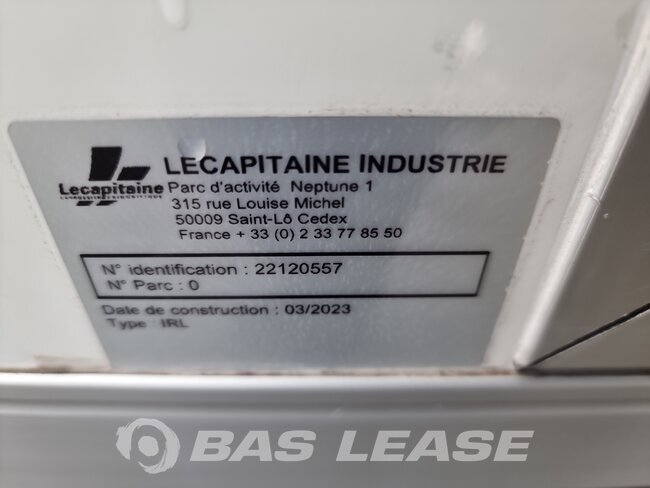 LECAPITAINE INDUSTRIE
Lecapitaine
Parc d'activité Neptune 1
315 rue Louise Michel
50009 Saint-Lô Cedex
France + 33 (0) 2 33 77 85 50
N° identification : 22120557
N° Parc : 0
Date de construction : 03/2023
Type : IRL
BAS LEASE